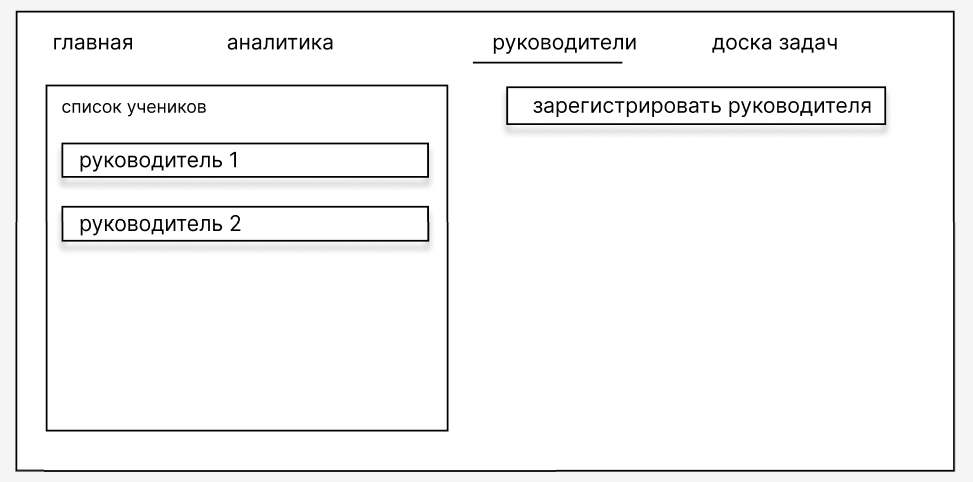 главная аналитика руководители доска задач
список учеников
зарегистрировать руководителя
руководитель 1
руководитель 2